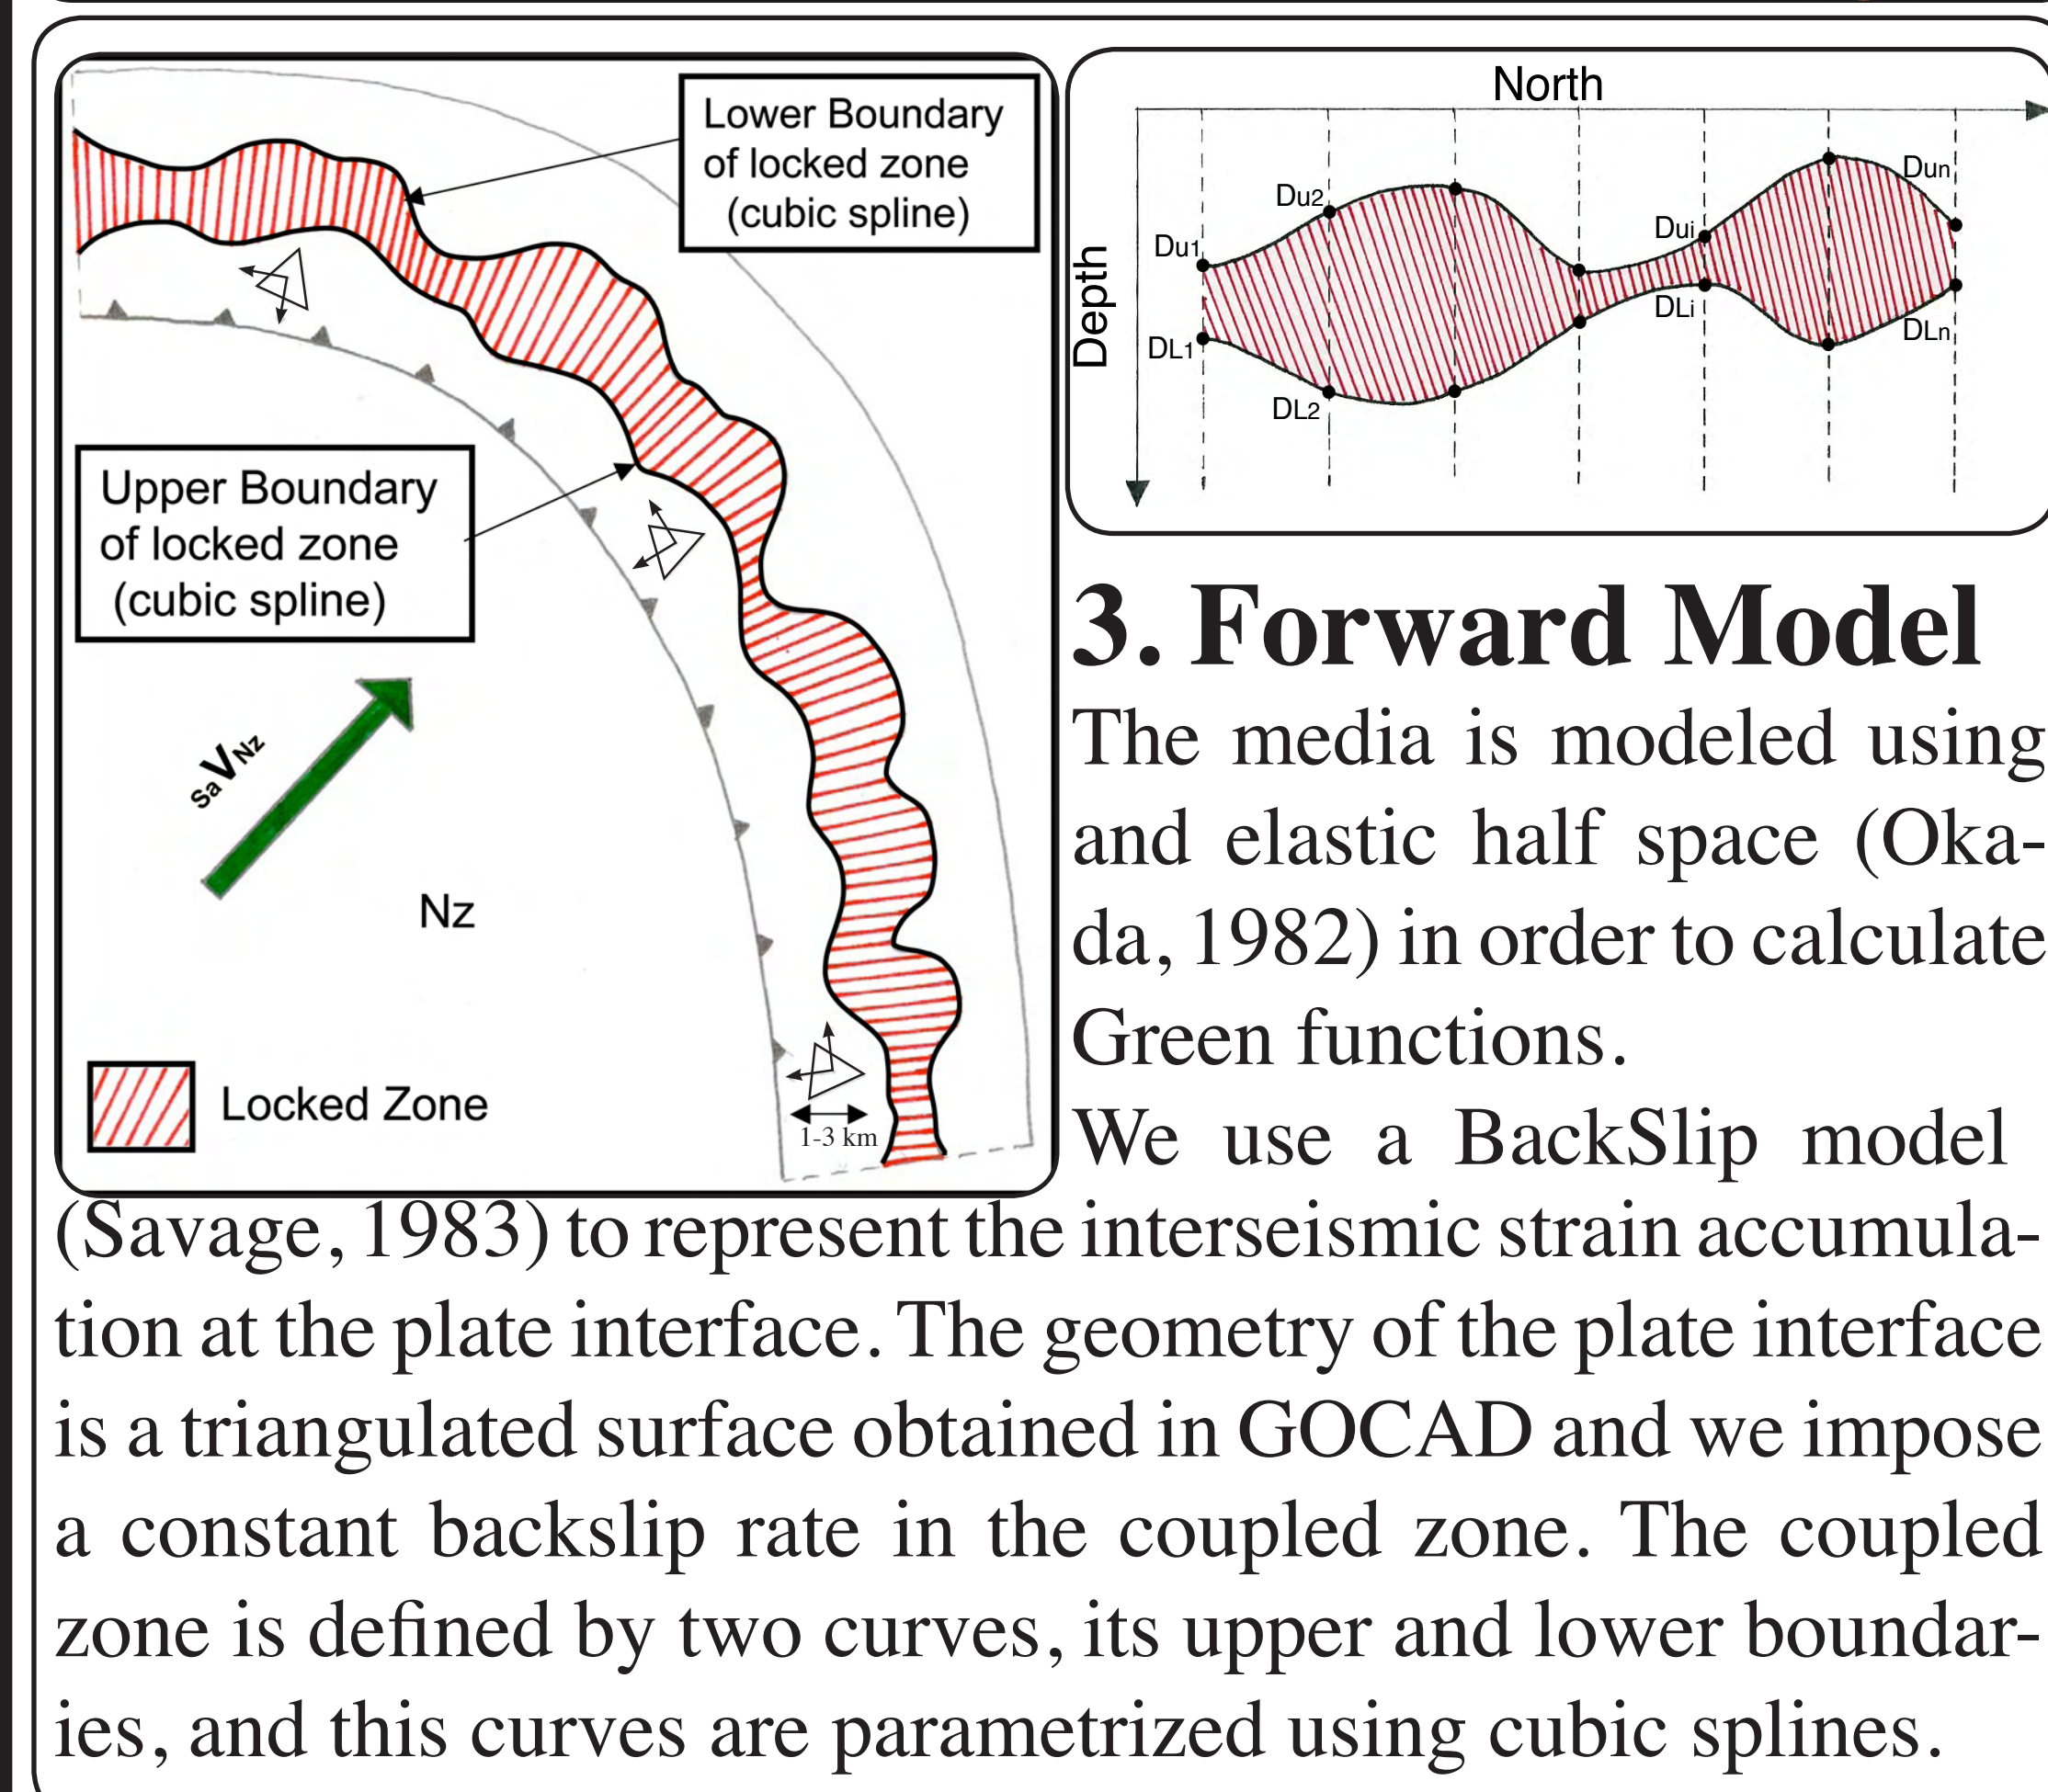 Lower Boundary
of locked zone
(cubic spline)
Upper Boundary
of locked zone
(cubic spline)
SaVNz
Nz
Locked Zone
1-3 km
North
Depth
Du1
Du2
Dui
Dun
DL1
DL2
DLi
DLn
3. Forward Model
The media is modeled using
and elastic half space (Oka-
da, 1982) in order to calculate
Green functions.
We use a BackSlip model
(Savage, 1983) to represent the interseismic strain accumula-
tion at the plate interface. The geometry of the plate interface
is a triangulated surface obtained in GOCAD and we impose
a constant backslip rate in the coupled zone. The coupled
zone is defined by two curves, its upper and lower boundar-
ies, and this curves are parametrized using cubic splines.